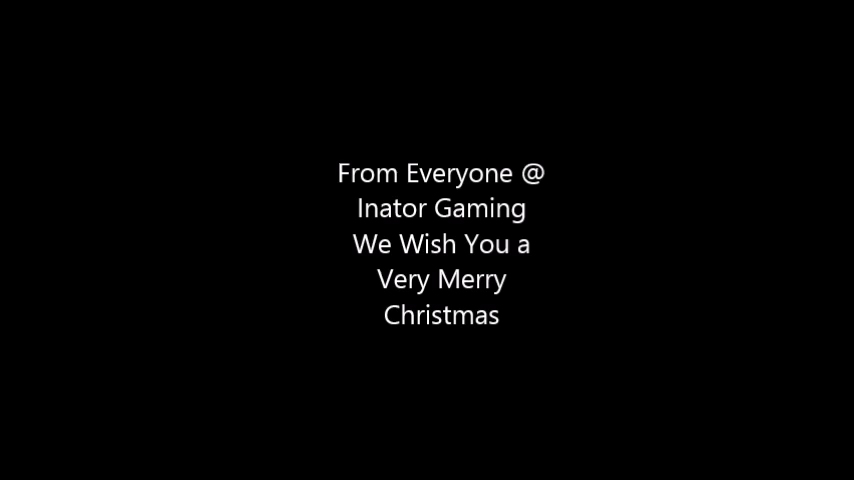 From Everyone @
Inator Gaming
We Wish You a
Very Merry
Christmas